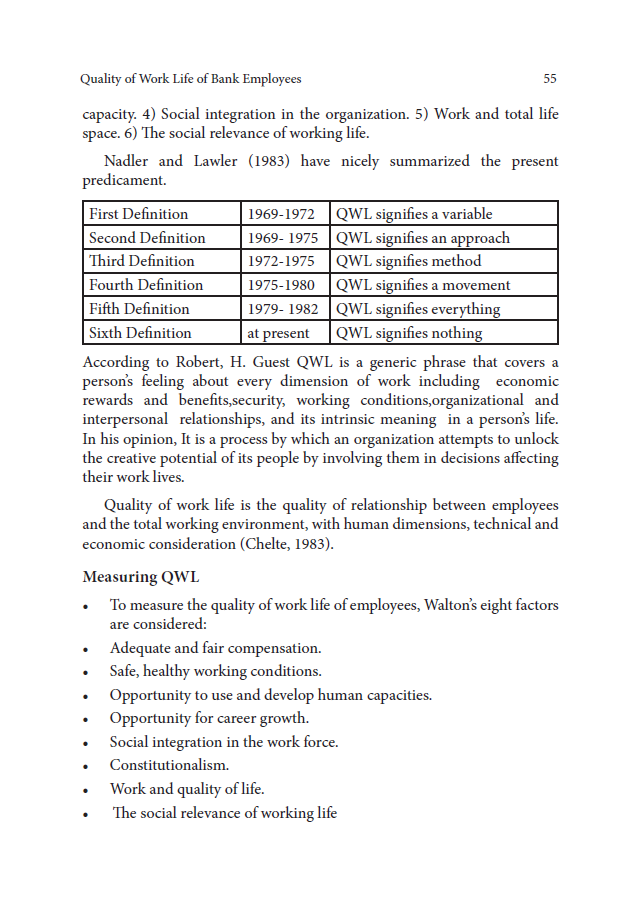 Quality of Work Life of Bank Employees 55
capacity. 4) Social integration in the organization. 5) Work and total life
space. 6) The social relevance of working life.
Nadler and Lawler (1983) have nicely summarized the present
predicament.
First Definition 1969-1972 QWL signifies a variable
Second Definition 1969- 1975 QWL signifies an approach
Third Definition 1972-1975 QWL signifies method
Fourth Definition 1975-1980 QWL signifies a movement
Fifth Definition 1979- 1982 QWL signifies everything
Sixth Definition at present QWL signifies nothing
According to Robert, H. Guest QWL is a generic phrase that covers a
person's feeling about every dimension of work including economic
rewards and benefits,security, working conditions,organizational and
interpersonal relationships, and its intrinsic meaning in a person's life.
In his opinion, It is a process by which an organization attempts to unlock
the creative potential of its people by involving them in decisions affecting
their work lives.
Quality of work life is the quality of relationship between employees
and the total working environment, with human dimensions, technical and
economic consideration (Chelte, 1983).
Measuring QWL
• To measure the quality of work life of employees, Walton's eight factors
are considered:
• Adequate and fair compensation.
• Safe, healthy working conditions.
• Opportunity to use and develop human capacities.
• Opportunity for career growth.
• Social integration in the work force.
• Constitutionalism.
• Work and quality of life.
• The social relevance of working life